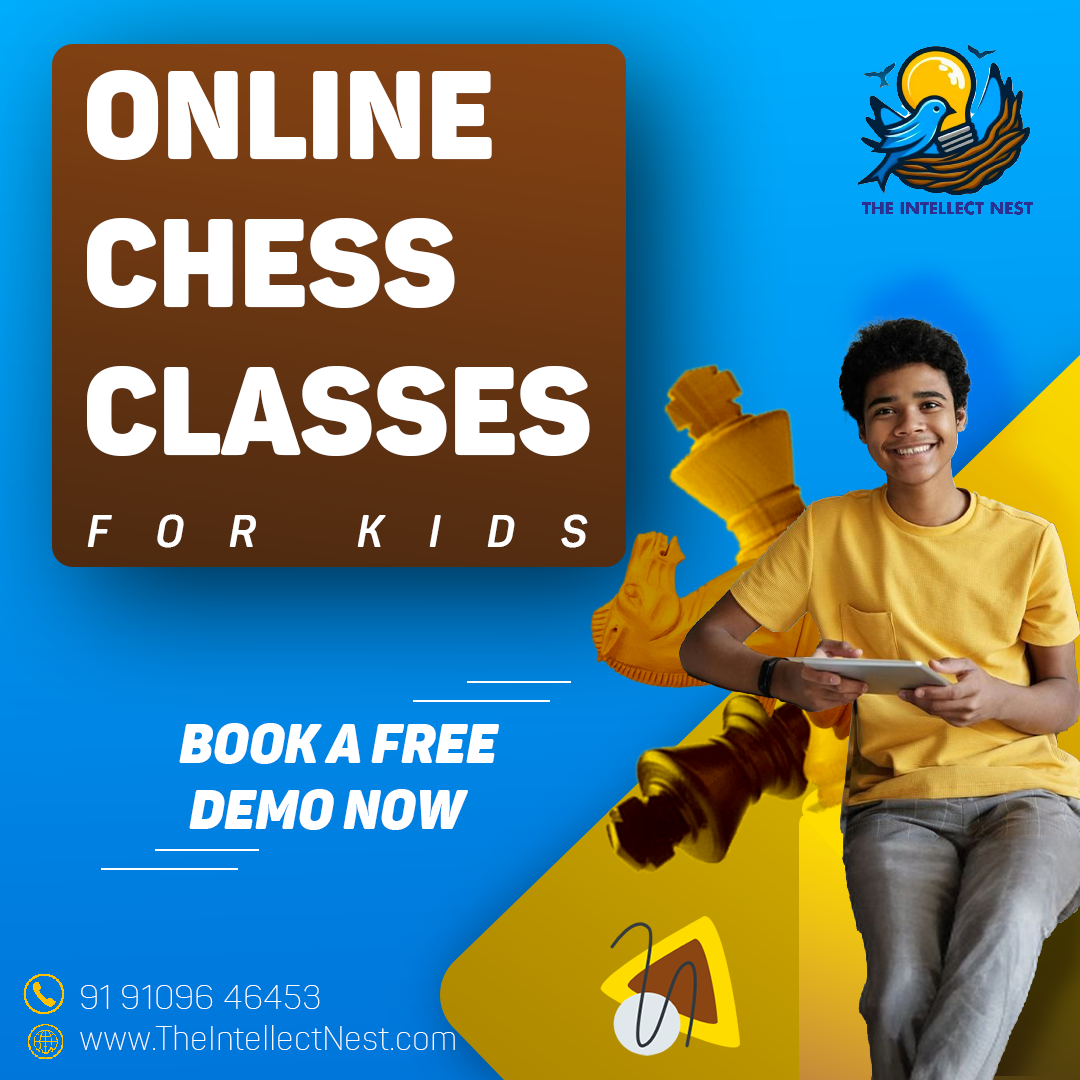 ONLINE
CHESS
CLASSES
FOR KIDS
THE INTELLECT NEST
BOOK A FREE
DEMO NOW
91 91096 46453
www.TheIntellectNest.com